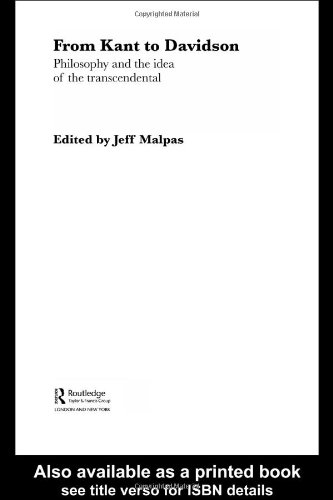 Copyrighted Material
From Kant to Davidson
Philosophy and the idea
of the transcendental
Edited by Jeff Malpas
R
Routledge
Taylor & Francis Group
LONDON AND NEW YORK
Copyrighted Material
Also available as a printed book
see title verso for ISBN details